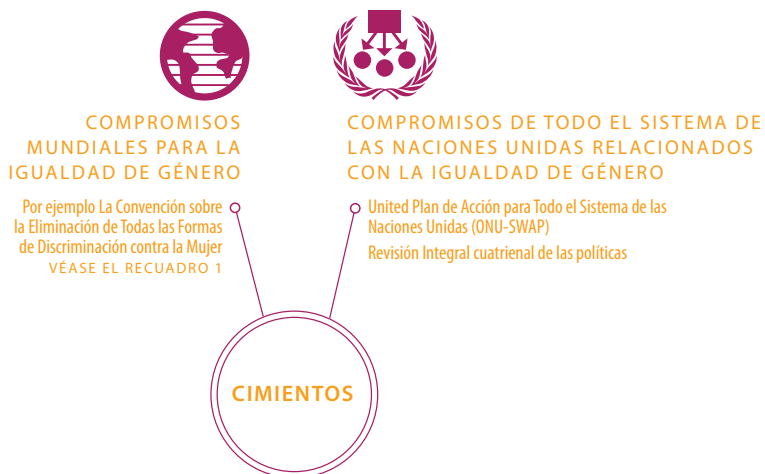 COMPROMISOS
MUNDIALES PARA LA
IGUALDAD DE GÉNERO
Por ejemplo La Convención sobre
la Eliminación de Todas las Formas
de Discriminación contra la Mujer
VÉASE EL RECUADRO 1
COMPROMISOS DE TODO EL SISTEMA DE
LAS NACIONES UNIDAS RELACIONADOS
CON LA IGUALDAD DE GÉNERO
United Plan de Acción para Todo el Sistema de las
Naciones Unidas (ONU-SWAP)
Revisión Integral cuatrienal de las políticas
CIMIENTOS